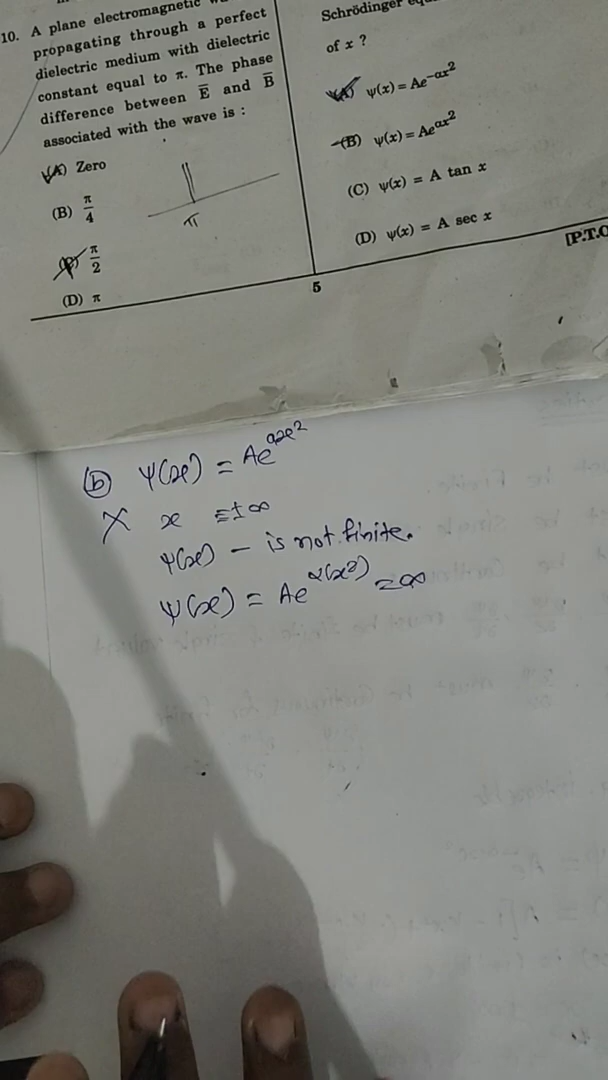 10. A plane electromagnetic
propagating through a perfect
dielectric medium with dielectric
constant equal to π. The phase
difference between E̅ and B̅
associated with the wave is :
(A) Zero
(B) π/4
π/2
(D) π
π
Schrödinger
of x ?
(A) ψ(x) = Ae^{-αx²}
(B) ψ(x) = Ae^{αx²}
(C) ψ(x) = A tan x
(D) ψ(x) = A sec x
[P.T.O
5
(b) ψ(x) = Ae^{αx²}
X x = ±∞
ψ(x) – is not finite.
ψ(x) = Ae^{α(x²)} = ∞